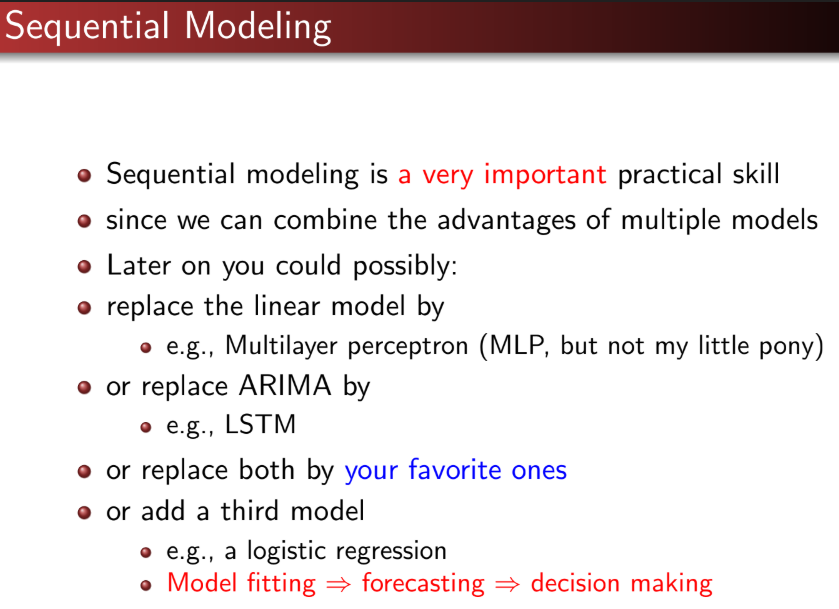 Sequential Modeling
Sequential modeling is a very important practical skill
since we can combine the advantages of multiple models
Later on you could possibly:
replace the linear model by
e.g., Multilayer perceptron (MLP, but not my little pony)
or replace ARIMA by
e.g., LSTM
or replace both by your favorite ones
or add a third model
e.g., a logistic regression
Model fitting ⇒ forecasting ⇒ decision making